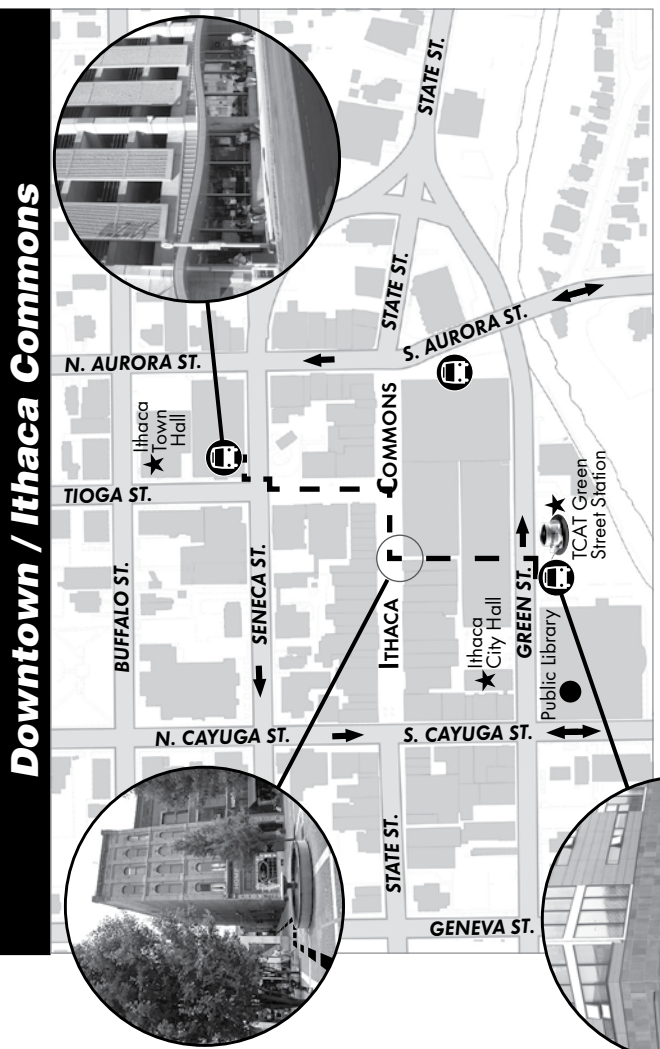 Downtown / Ithaca Commons
STATE ST.
STATE ST.
S. AURORA ST.
N. AURORA ST.
Ithaca
Town
Hall
COMMONS
TIOGA ST.
TCAT Green
Street Station
BUFFALO ST.
SENECA ST.
GREEN ST.
ITHACA
Ithaca
City Hall
Public Library
N. CAYUGA ST.
S. CAYUGA ST.
STATE ST.
GENEVA ST.